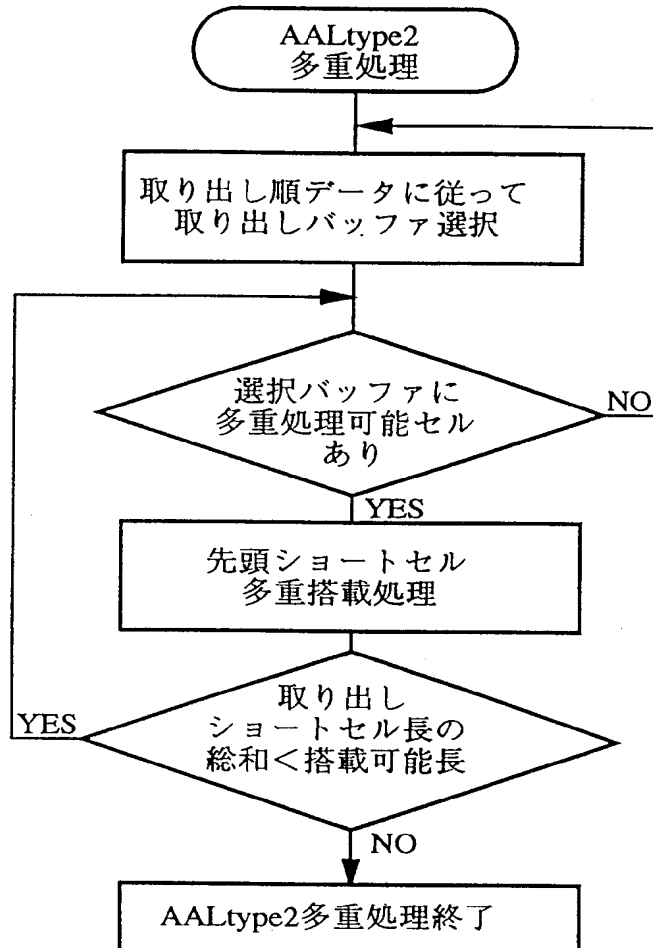 AALtype2
多重処理
取り出し順データに従って
取り出しバッファ選択
選択バッファに
多重処理可能セル
あり
NO
YES
先頭ショートセル
多重搭載処理
取り出し
ショートセル長の
総和＜搭載可能長
YES
NO
AALtype2多重処理終了